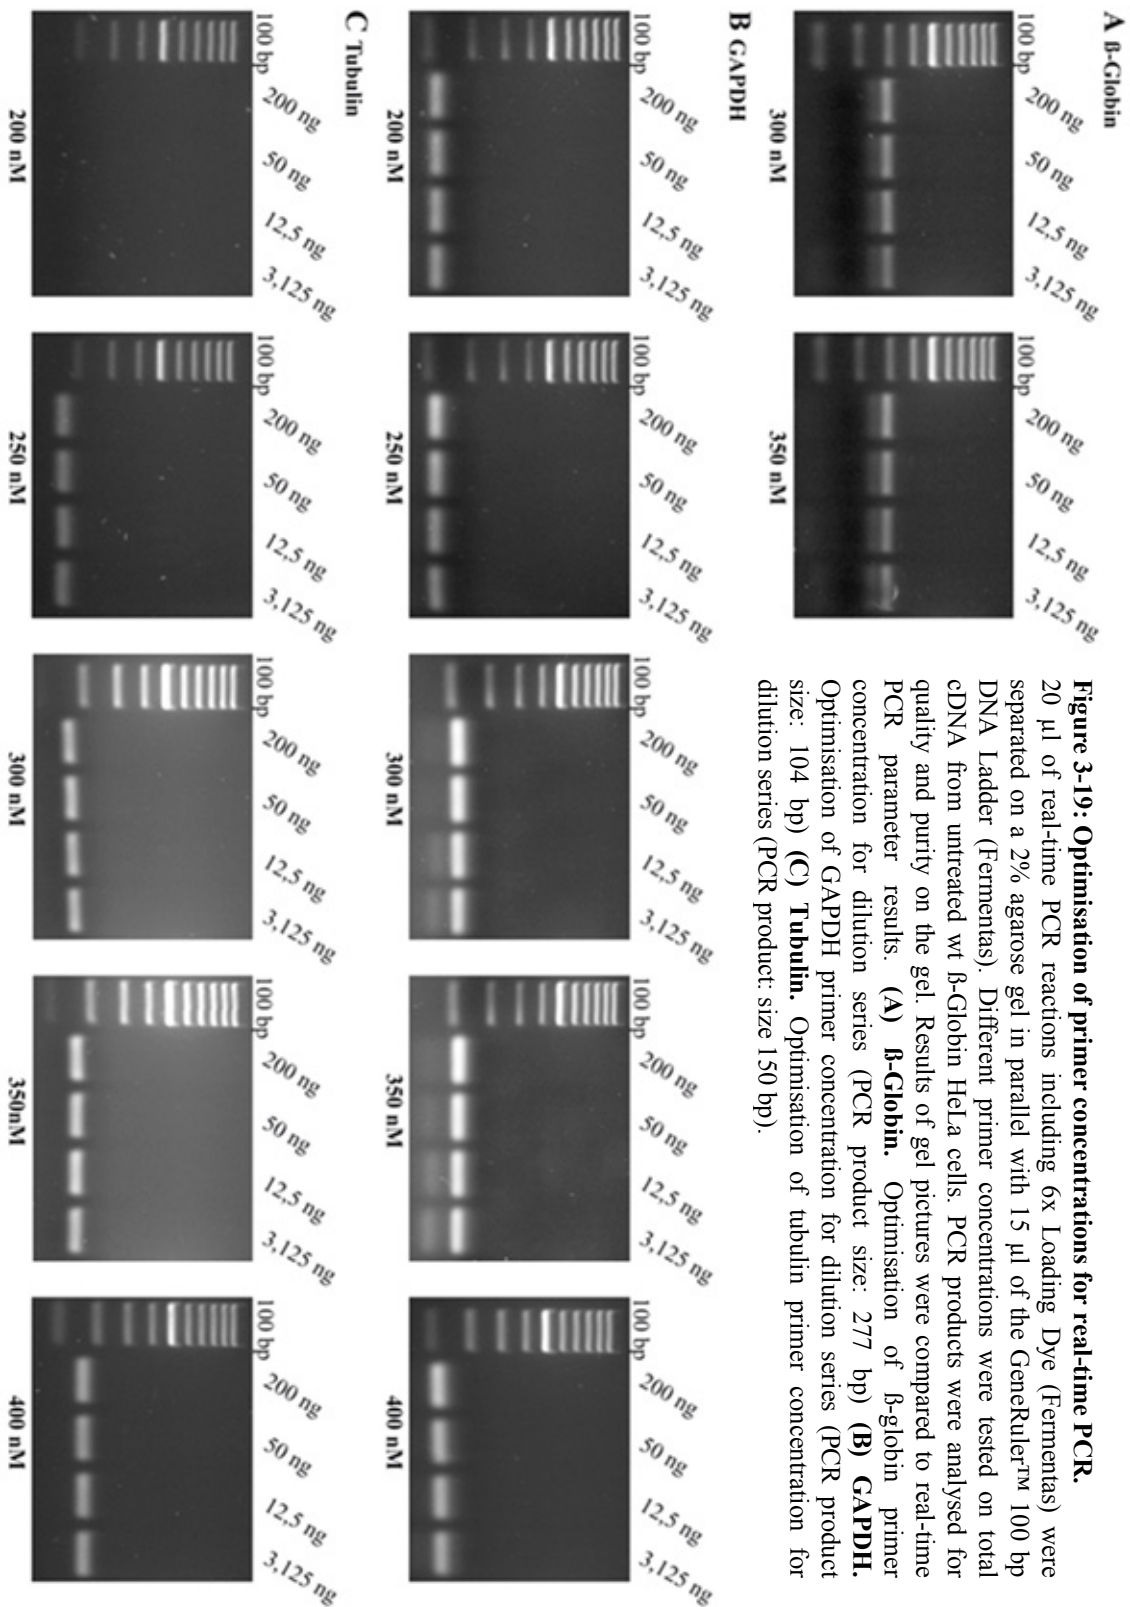 A ß-Globin
100 bp
200 ng
50 ng
12,5 ng
3,125 ng
300 nM
100 bp
200 ng
50 ng
12,5 ng
3,125 ng
350 nM
Figure 3-19: Optimisation of primer concentrations for real-time PCR.
20 µl of real-time PCR reactions including 6x Loading Dye (Fermentas) were
separated on a 2% agarose gel in parallel with 15 µl of the GeneRuler™ 100 bp
DNA Ladder (Fermentas). Different primer concentrations were tested on total
cDNA from untreated wt ß-Globin HeLa cells. PCR products were analysed for
quality and purity on the gel. Results of gel pictures were compared to real-time
PCR parameter results. (A) ß-Globin. Optimisation of ß-globin primer
concentration for dilution series (PCR product size: 277 bp) (B) GAPDH.
Optimisation of GAPDH primer concentration for dilution series (PCR product
size: 104 bp) (C) Tubulin. Optimisation of tubulin primer concentration for
dilution series (PCR product: size 150 bp).
B GAPDH
100 bp
200 ng
50 ng
12,5 ng
3,125 ng
200 nM
100 bp
200 ng
50 ng
12,5 ng
3,125 ng
250 nM
100 bp
200 ng
50 ng
12,5 ng
3,125 ng
300 nM
100 bp
200 ng
50 ng
12,5 ng
3,125 ng
350 nM
100 bp
200 ng
50 ng
12,5 ng
3,125 ng
400 nM
C Tubulin
100 bp
200 ng
50 ng
12,5 ng
3,125 ng
200 nM
100 bp
200 ng
50 ng
12,5 ng
3,125 ng
250 nM
100 bp
200 ng
50 ng
12,5 ng
3,125 ng
300 nM
100 bp
200 ng
50 ng
12,5 ng
3,125 ng
350nM
100 bp
200 ng
50 ng
12,5 ng
3,125 ng
400 nM